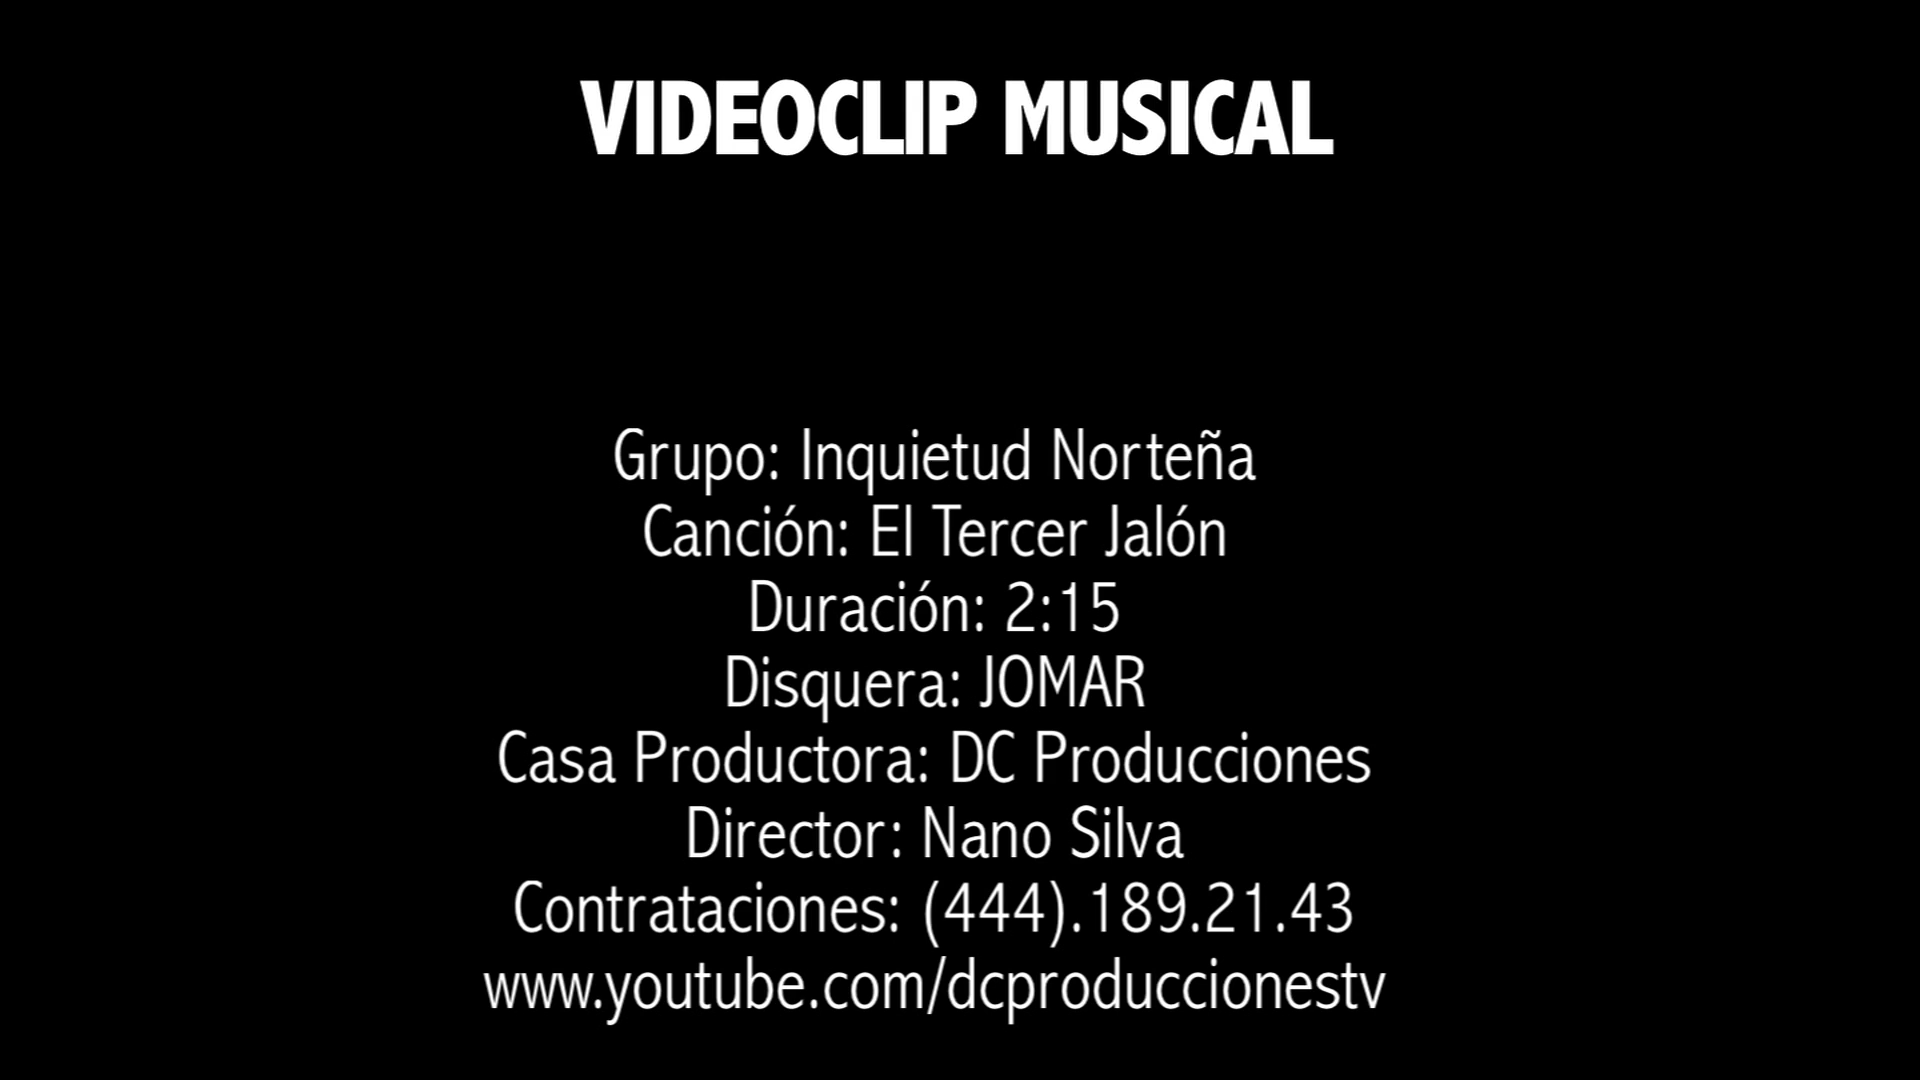 VIDEOCLIP MUSICAL
Grupo: Inquietud Norteña
Canción: El Tercer Jalón
Duración: 2:15
Disquera: JOMAR
Casa Productora: DC Producciones
Director: Nano Silva
Contrataciones: (444).189.21.43
www.youtube.com/dcproduccionestv